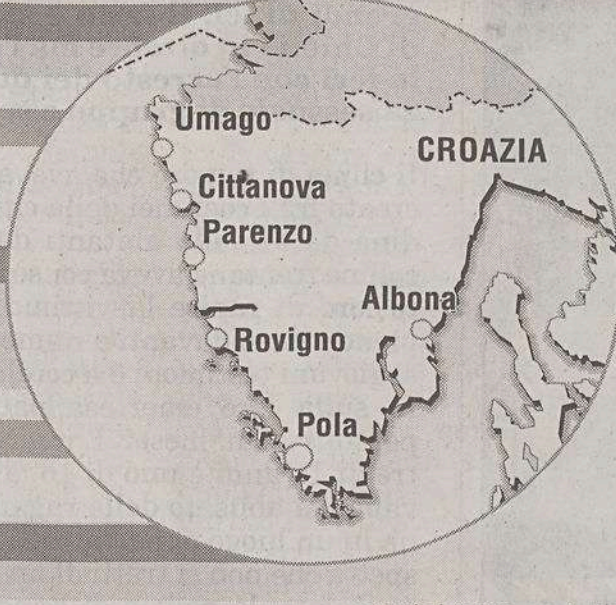 Umago
CROAZIA
Cittanova
Parenzo
Albona
Rovigno
Pola